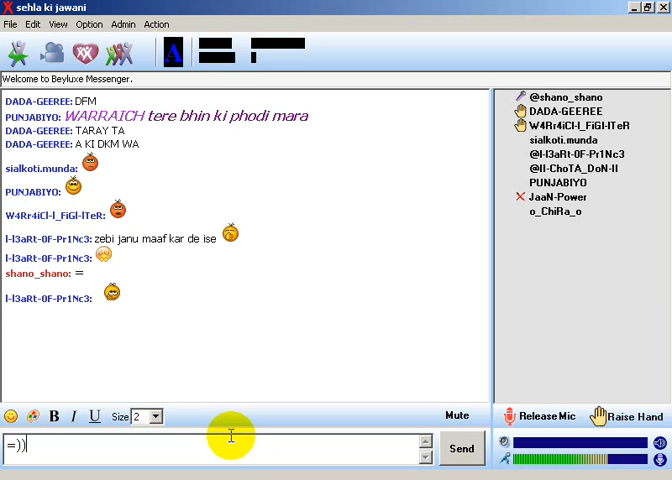 sehla ki jawani
File Edit View Options Admin Action
A
Welcome to Beyluxe Messenger.
DADA-GEEREE: DFM
PUNJABIYO: WARRAICH tere bhin ki phodi mara
DADA-GEEREE: TARAY TA
DADA-GEEREE: A KI DKM WA
sialkoti.munda:
PUNJABIYO:
W4Rr4iCl-l_FiGl-lTeR:
l-l3aRt-0F-Pr1Nc3: zebi janu maaf kar de ise
l-l3aRt-0F-Pr1Nc3:
shano_shano: =
l-l3aRt-0F-Pr1Nc3:
@shano_shano
DADA-GEEREE
W4Rr4iCl-l_FiGl-lTeR
sialkoti.munda
@l-l3aRt-0F-Pr1Nc3
@II-ChoTA_DoN-II
PUNJABIYO
JaaN-Power
o_ChiRa_o
B I U Size 2 Mute
Release Mic Raise Hand
=))
Send